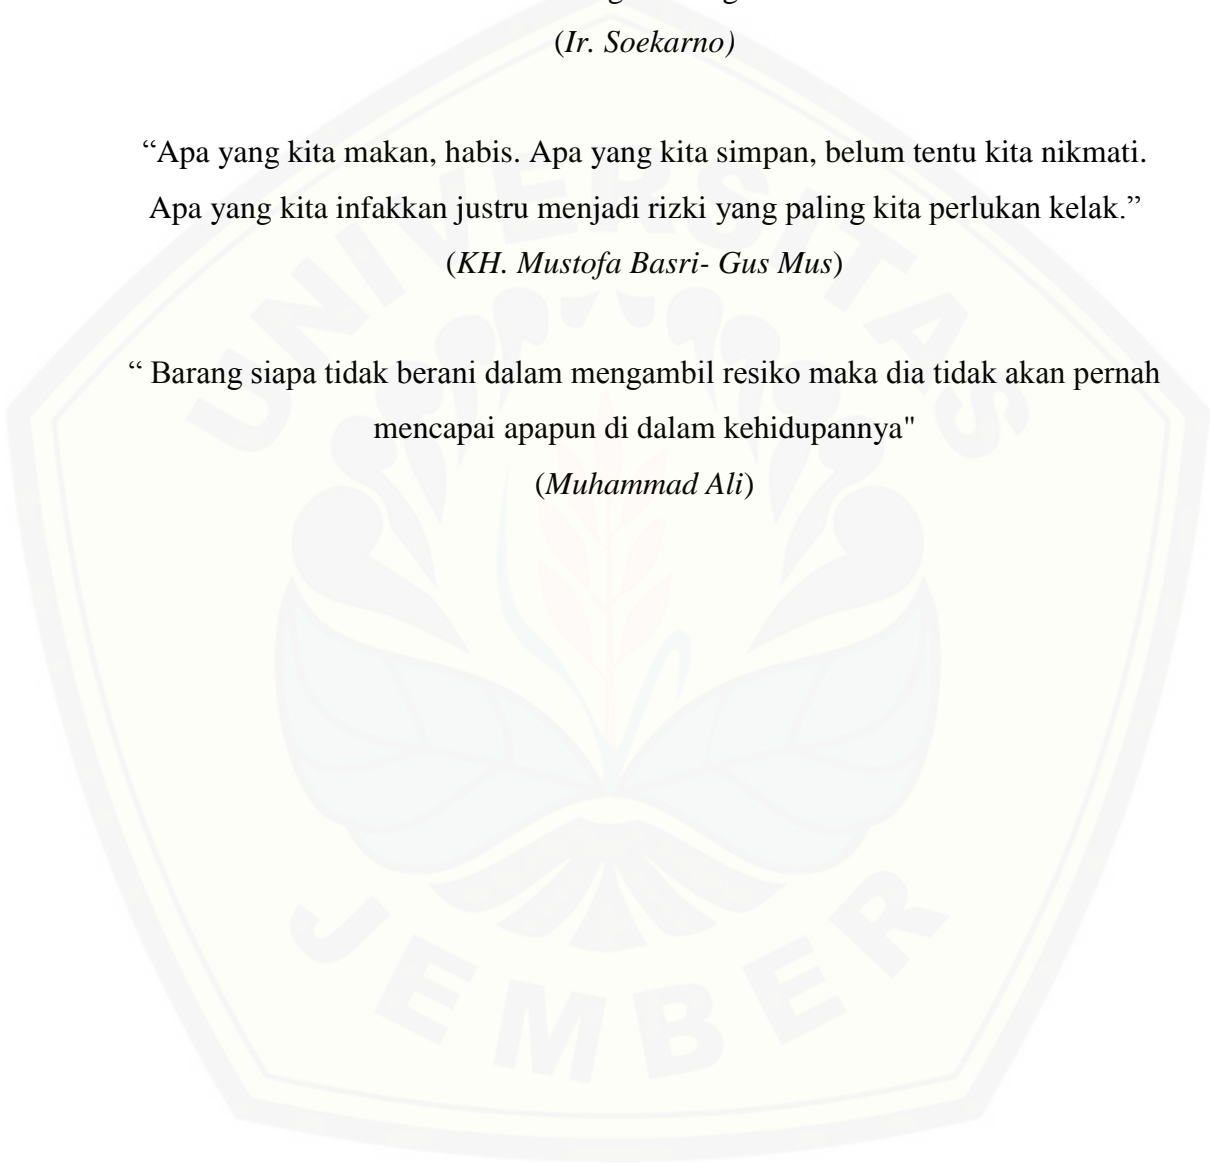 (Ir. Soekarno)
“Apa yang kita makan, habis. Apa yang kita simpan, belum tentu kita nikmati.
Apa yang kita infakkan justru menjadi rizki yang paling kita perlukan kelak.”
(KH. Mustofa Basri- Gus Mus)
“ Barang siapa tidak berani dalam mengambil resiko maka dia tidak akan pernah
mencapai apapun di dalam kehidupannya"
(Muhammad Ali)
UNIVERSITAS
JEMBER